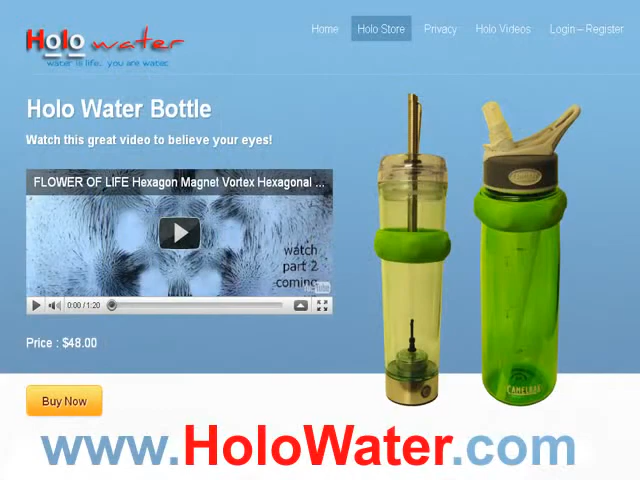 Holo water
water is life.. you are water.
Home
Holo Store
Privacy
Holo Videos
Login – Register
Holo Water Bottle
Watch this great video to believe your eyes!
FLOWER OF LIFE Hexagon Magnet Vortex Hexagonal ...
watch
part 2
coming
YouTube
0:00 / 1:20
Price : $48.00
Buy Now
CAMELBAK
www.HoloWater.com